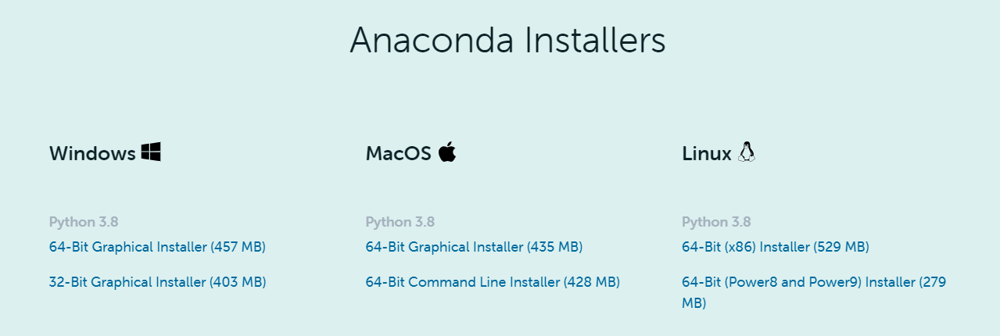 Anaconda Installers
Windows
Python 3.8
64-Bit Graphical Installer (457 MB)
32-Bit Graphical Installer (403 MB)
MacOS
Python 3.8
64-Bit Graphical Installer (435 MB)
64-Bit Command Line Installer (428 MB)
Linux
Python 3.8
64-Bit (x86) Installer (529 MB)
64-Bit (Power8 and Power9) Installer (279
MB)